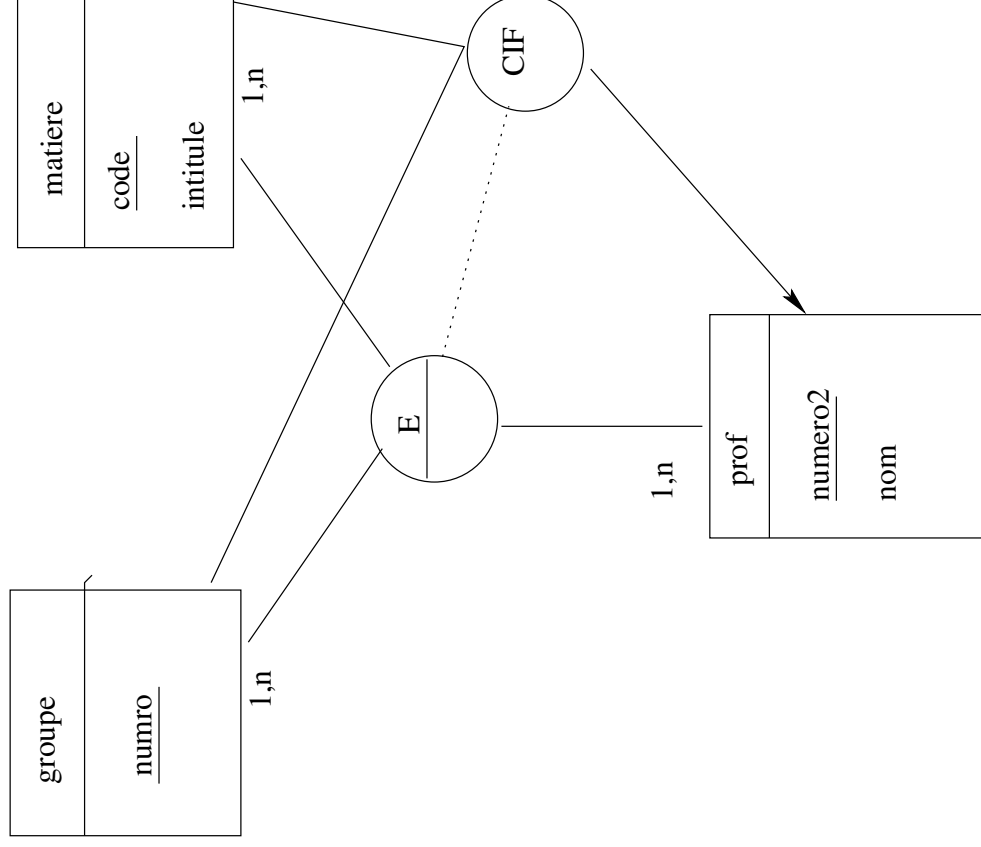 groupe
numro
1,n
matiere
code
intitule
1,n
E
CIF
1,n
prof
numero2
nom